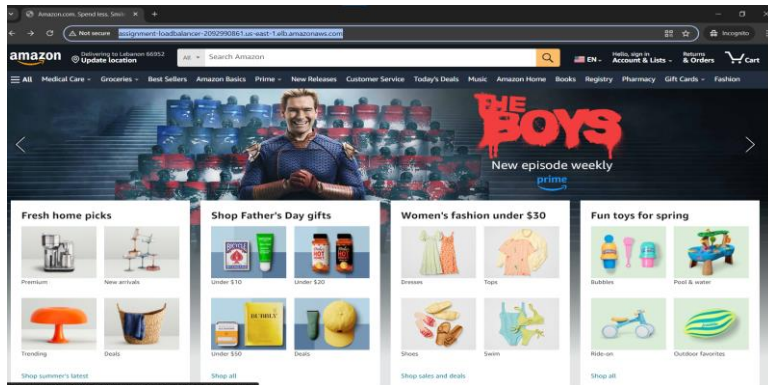 Amazon.com. Spend less. Smile
Not secure
assignment-loadbalancer-2092990861.us-east-1.elb.amazonaws.com
Incognito
amazon
Delivering to Lebanon 66952
Update location
All
Search Amazon
EN
Hello, sign in
Account & Lists
Returns
& Orders
Cart
All Medical Care Groceries Best Sellers Amazon Basics Prime New Releases Customer Service Today's Deals Music Amazon Home Books Registry Pharmacy Gift Cards Fashion
THE
BOYS
New episode weekly
prime
Fresh home picks
Premium
New arrivals
Trending
Deals
Shop summer's latest
Shop Father's Day gifts
BICYCLE
HOT
HOT
Under $10
Under $20
BUBBLY
Under $50
Deals
Shop all
Women's fashion under $30
Dresses
Tops
Shoes
Swim
Shop sales and deals
Fun toys for spring
Bubbles
Pool & water
Ride-on
Outdoor favorites
Shop all